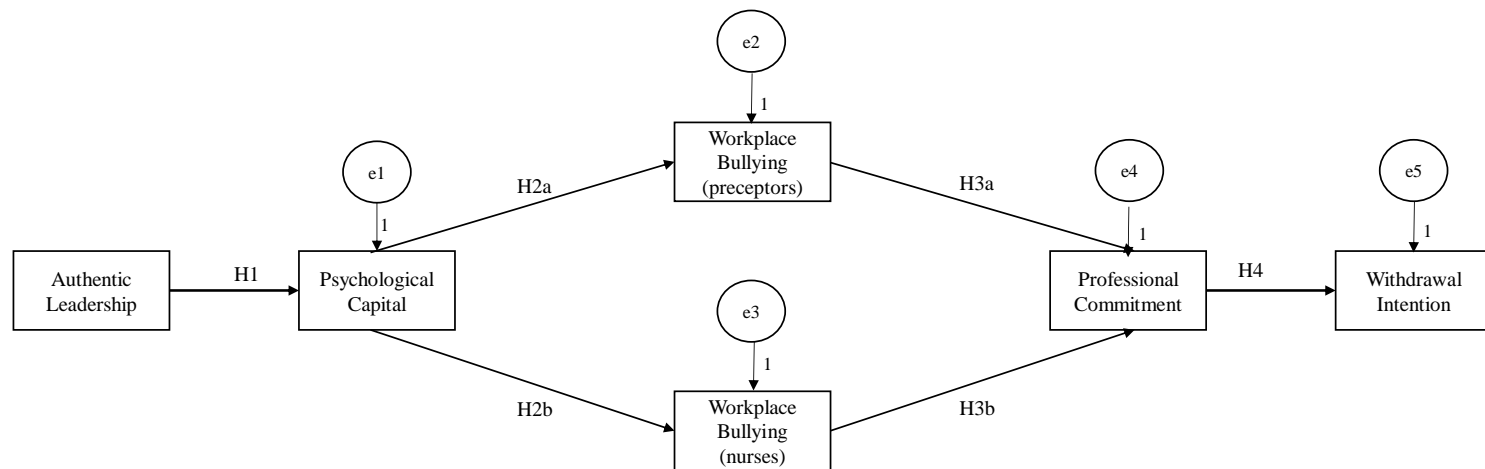 e2
1
Workplace
Bullying
(preceptors)
e1
1
H2a
H3a
e4
1
e5
1
Authentic
Leadership
H1
Psychological
Capital
Professional
Commitment
H4
Withdrawal
Intention
e3
1
H2b
H3b
Workplace
Bullying
(nurses)